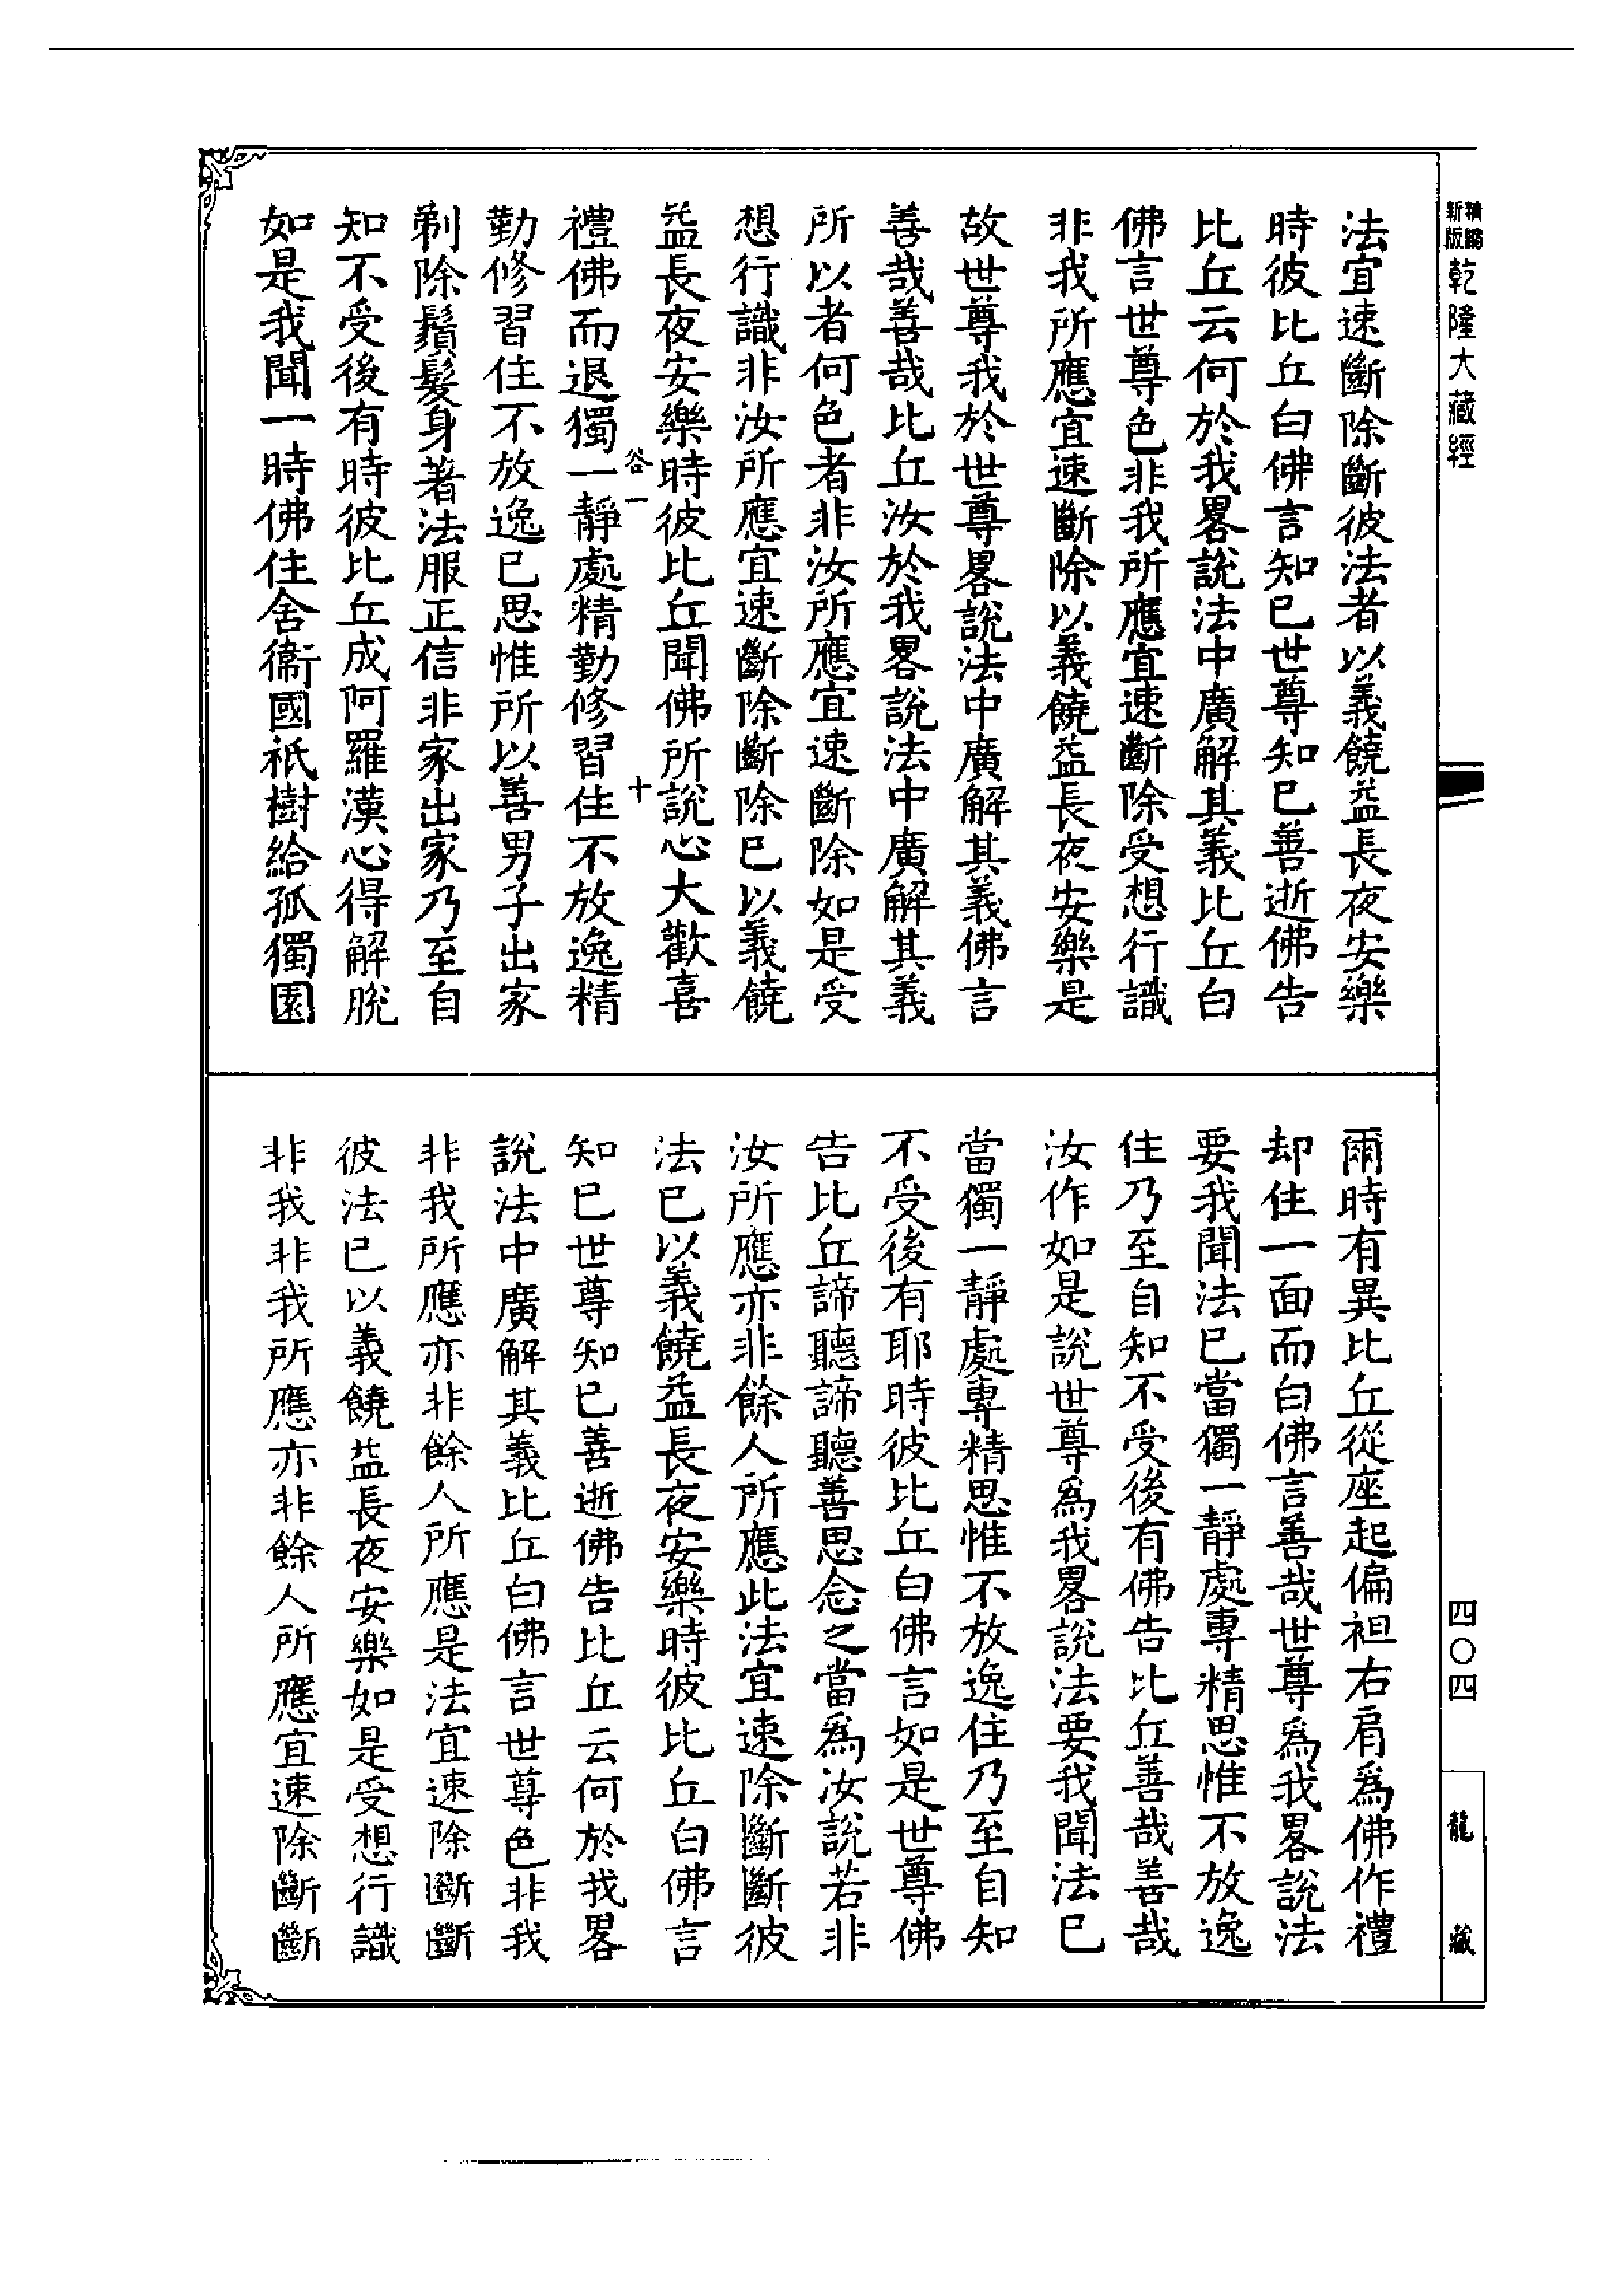 新版
精縮
乾隆大藏經
四〇四
龍藏
法宜速斷除斷彼法者以義饒益長夜安樂
時彼比丘白佛言知已世尊知已善逝佛告
比丘云何於我畧說法中廣解其義比丘白
佛言世尊色非我所應宜速斷除受想行識
非我所應宜速斷除以義饒益長夜安樂是
故世尊我於世尊畧說法中廣解其義佛言
善哉善哉比丘汝於我畧說法中廣解其義
所以者何色者非汝所應宜速斷除如是受
想行識非汝所應宜速斷除斷除已以義饒
益長夜安樂時彼比丘聞佛所說心大歡喜
谷一 十
禮佛而退獨一靜處精勤修習住不放逸精
勤修習住不放逸已思惟所以善男子出家
剃除鬚髮身著法服正信非家出家乃至自
知不受後有時彼比丘成阿羅漢心得解脫
如是我聞一時佛住舍衞國祇樹給孤獨園
爾時有異比丘從座起偏袒右肩爲佛作禮
却住一面而白佛言善哉世尊爲我畧說法
要我聞法已當獨一靜處專精思惟不放逸
住乃至自知不受後有佛告比丘善哉善哉
汝作如是說世尊爲我畧說法要我聞法已
當獨一靜處專精思惟不放逸住乃至自知
不受後有耶時彼比丘白佛言如是世尊佛
告比丘諦聽諦聽善思念之當爲汝說若非
汝所應亦非餘人所應此法宜速除斷斷彼
法已以義饒益長夜安樂時彼比丘白佛言
知已世尊知已善逝佛告比丘云何於我畧
說法中廣解其義比丘白佛言世尊色非我
非我所應亦非餘人所應是法宜速除斷斷
彼法已以義饒益長夜安樂如是受想行識
非我非我所應亦非餘人所應宜速除斷斷